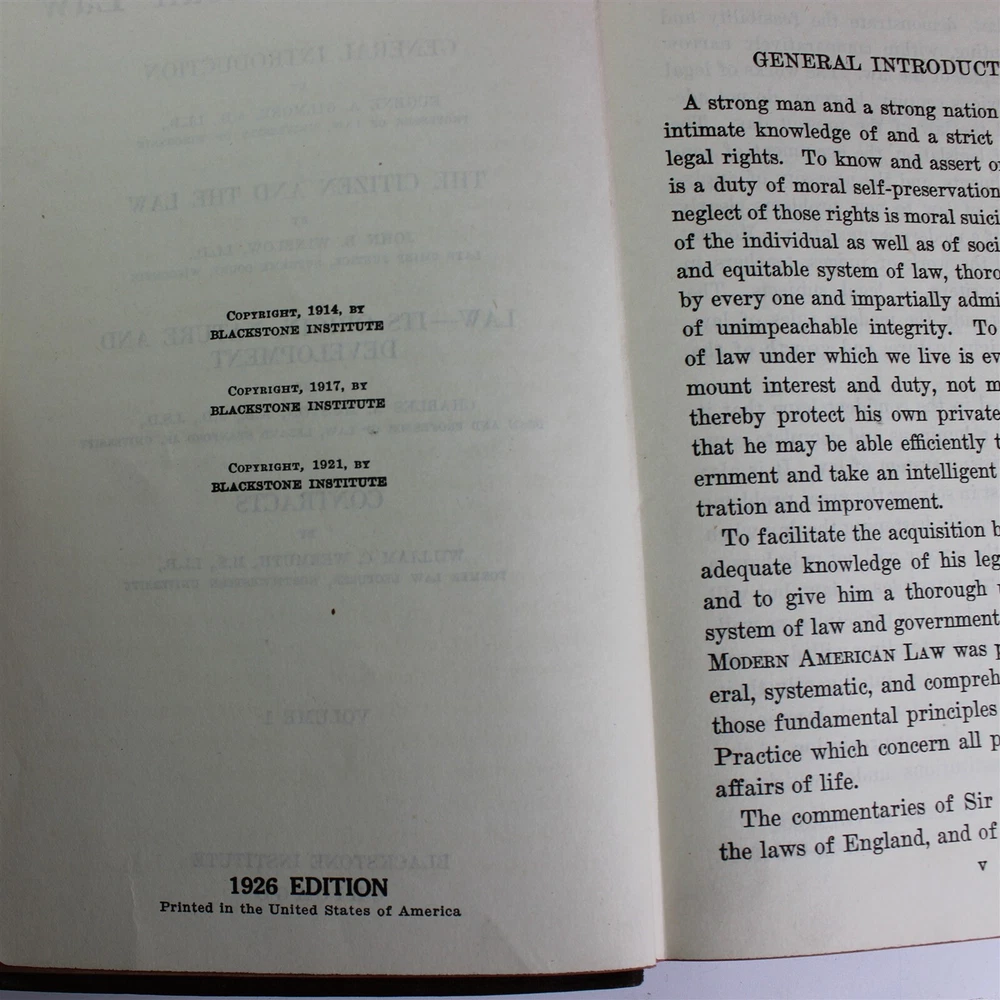 COPYRIGHT, 1914, BY
BLACKSTONE INSTITUTE
COPYRIGHT, 1917, BY
BLACKSTONE INSTITUTE
COPYRIGHT, 1921, BY
BLACKSTONE INSTITUTE
1926 EDITION
Printed in the United States of America
GENERAL INTRODUCT
A strong man and a strong nation
intimate knowledge of and a strict
legal rights. To know and assert
is a duty of moral self-preservation
neglect of those rights is moral suici
of the individual as well as of soci
and equitable system of law, thoro
by every one and impartially admi
of unimpeachable integrity. To
of law under which we live is ev
mount interest and duty, not m
thereby protect his own private
that he may be able efficiently t
ernment and take an intelligent
tration and improvement.
To facilitate the acquisition b
adequate knowledge of his leg
and to give him a thorough
system of law and government
MODERN AMERICAN LAW was p
eral, systematic, and compreh
those fundamental principles
Practice which concern all p
affairs of life.
The commentaries of Sir
the laws of England, and of
v